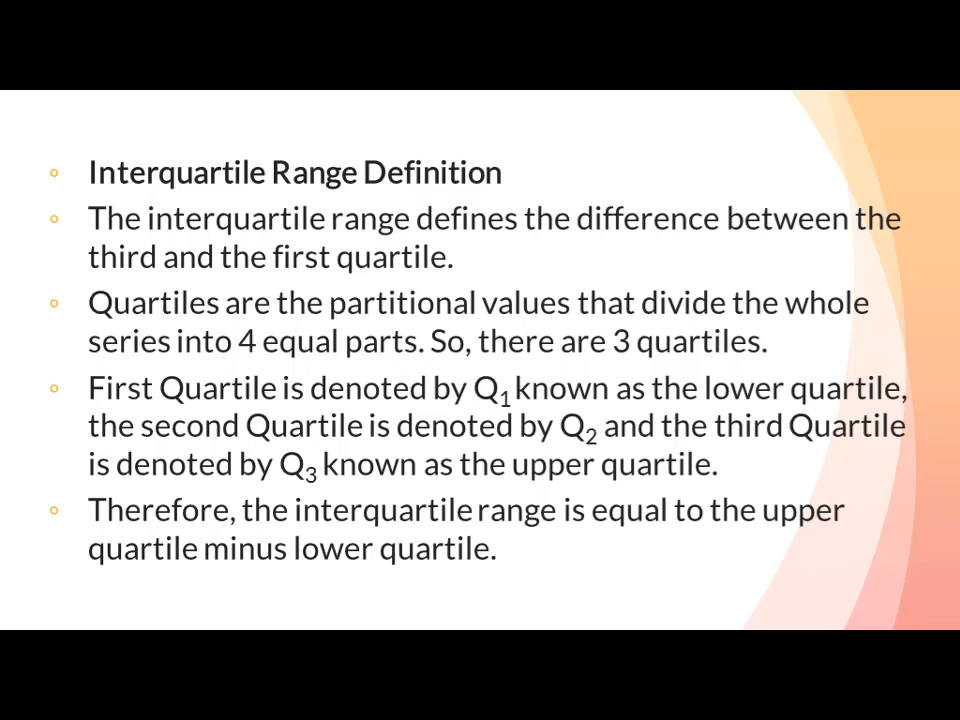 Interquartile Range Definition
The interquartile range defines the difference between the
third and the first quartile.
Quartiles are the partitional values that divide the whole
series into 4 equal parts. So, there are 3 quartiles.
First Quartile is denoted by Q₁ known as the lower quartile,
the second Quartile is denoted by Q₂ and the third Quartile
is denoted by Q₃ known as the upper quartile.
Therefore, the interquartile range is equal to the upper
quartile minus lower quartile.